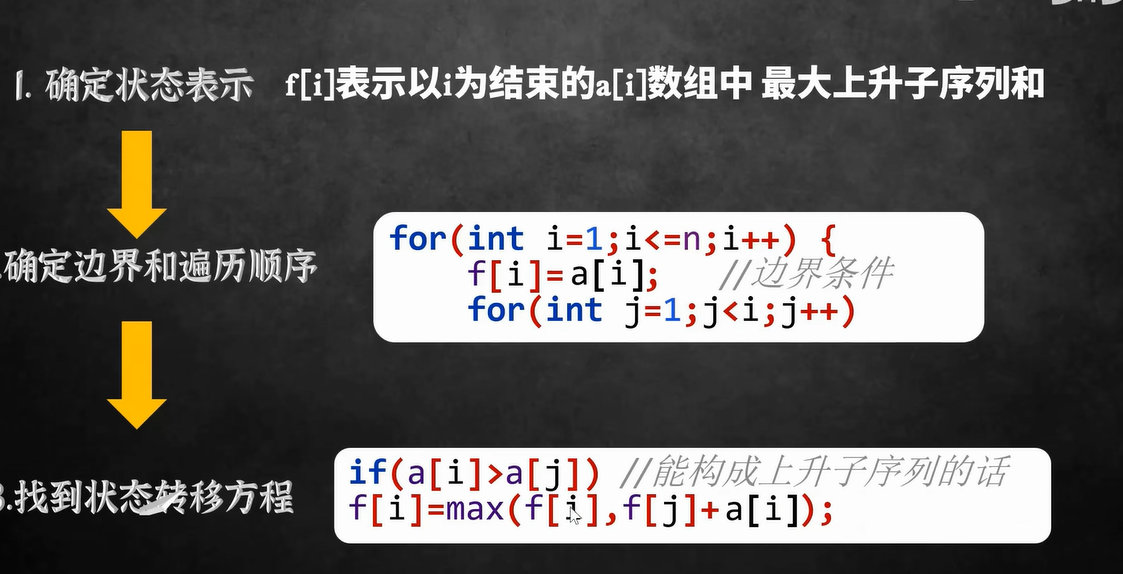 1. 确定状态表示 f[i]表示以i为结束的a[i]数组中 最大上升子序列和
.确定边界和遍历顺序
for(int i=1;i<=n;i++) {
f[i]=a[i]; //边界条件
for(int j=1;j<i;j++)
3.找到状态转移方程
if(a[i]>a[j]) //能构成上升子序列的话
f[i]=max(f[i],f[j]+a[i]);